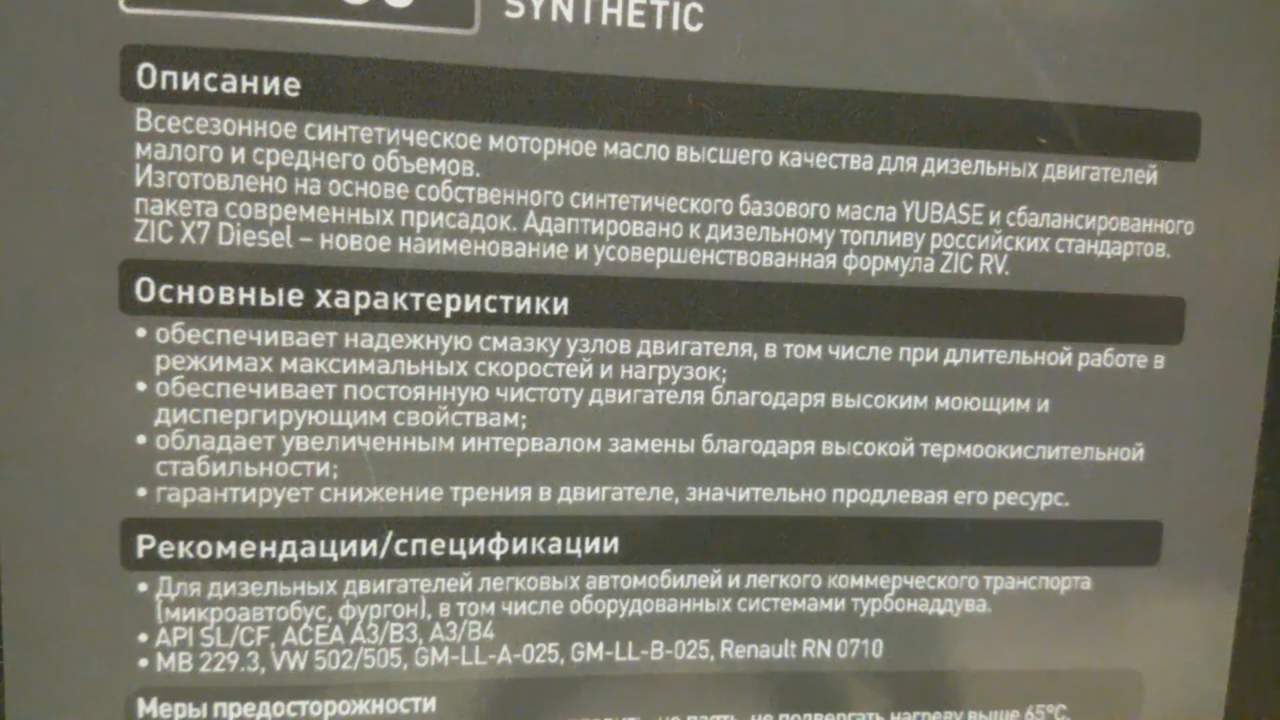 SYNTHETIC
Описание
Всесезонное синтетическое моторное масло высшего качества для дизельных двигателей
малого и среднего объемов.
Изготовлено на основе собственного синтетического базового масла YUBASE и сбалансированного
пакета современных присадок. Адаптировано к дизельному топливу российских стандартов.
ZIC X7 Diesel – новое наименование и усовершенствованная формула ZIC RV.
Основные характеристики
• обеспечивает надежную смазку узлов двигателя, в том числе при длительной работе в
режимах максимальных скоростей и нагрузок;
• обеспечивает постоянную чистоту двигателя благодаря высоким моющим и
диспергирующим свойствам;
• обладает увеличенным интервалом замены благодаря высокой термоокислительной
стабильности;
• гарантирует снижение трения в двигателе, значительно продлевая его ресурс.
Рекомендации/спецификации
• Для дизельных двигателей легковых автомобилей и легкого коммерческого транспорта
(микроавтобус, фургон), в том числе оборудованных системами турбонаддува.
• API SL/CF, ACEA A3/B3, A3/B4
• MB 229.3, VW 502/505, GM-LL-A-025, GM-LL-B-025, Renault RN 0710
Меры предосторожности
не подвергать нагреву выше 65°C,